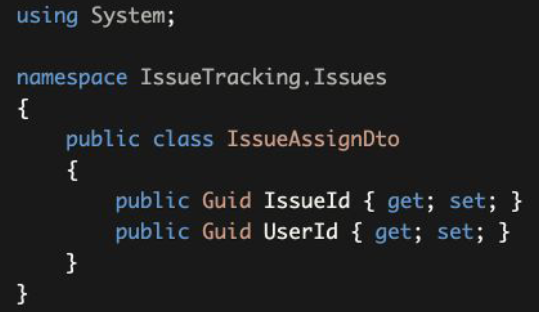 using System;
namespace IssueTracking.Issues
{
    public class IssueAssignDto
    {
        public Guid IssueId { get; set; }
        public Guid UserId { get; set; }
    }
}